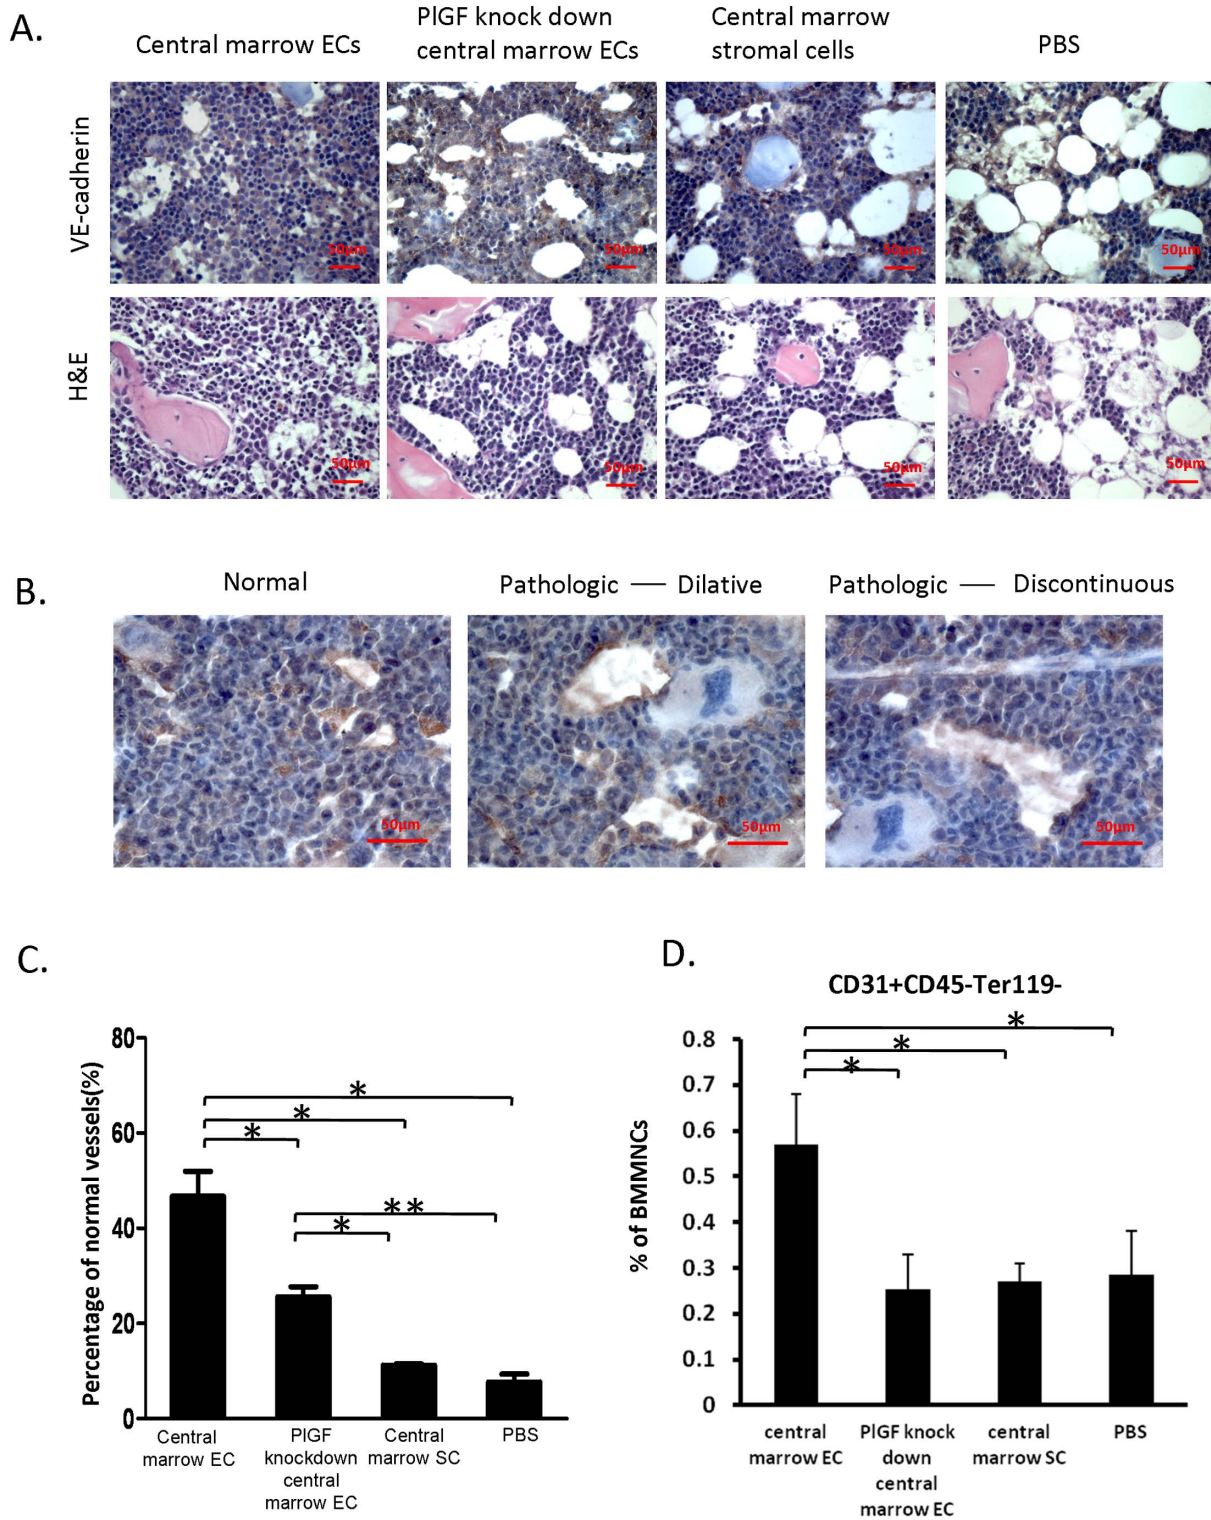 A.
Central marrow ECs
PlGF knock down
central marrow ECs
Central marrow
stromal cells
PBS
VE-cadherin
50μm
50μm
50μm
50μm
H&E
50μm
50μm
50μm
50μm
B.
Normal
Pathologic — Dilative
Pathologic — Discontinuous
50μm
50μm
50μm
C.
Percentage of normal vessels(%)
80
60
40
20
0
*
*
*
**
*
Central
marrow EC
PlGF
knockdown
central
marrow EC
Central
marrow SC
PBS
D.
CD31+CD45-Ter119-
% of BMMNCs
0.8
0.7
0.6
0.5
0.4
0.3
0.2
0.1
0
*
*
*
central
marrow EC
PlGF knock
down
central
marrow EC
central
marrow SC
PBS